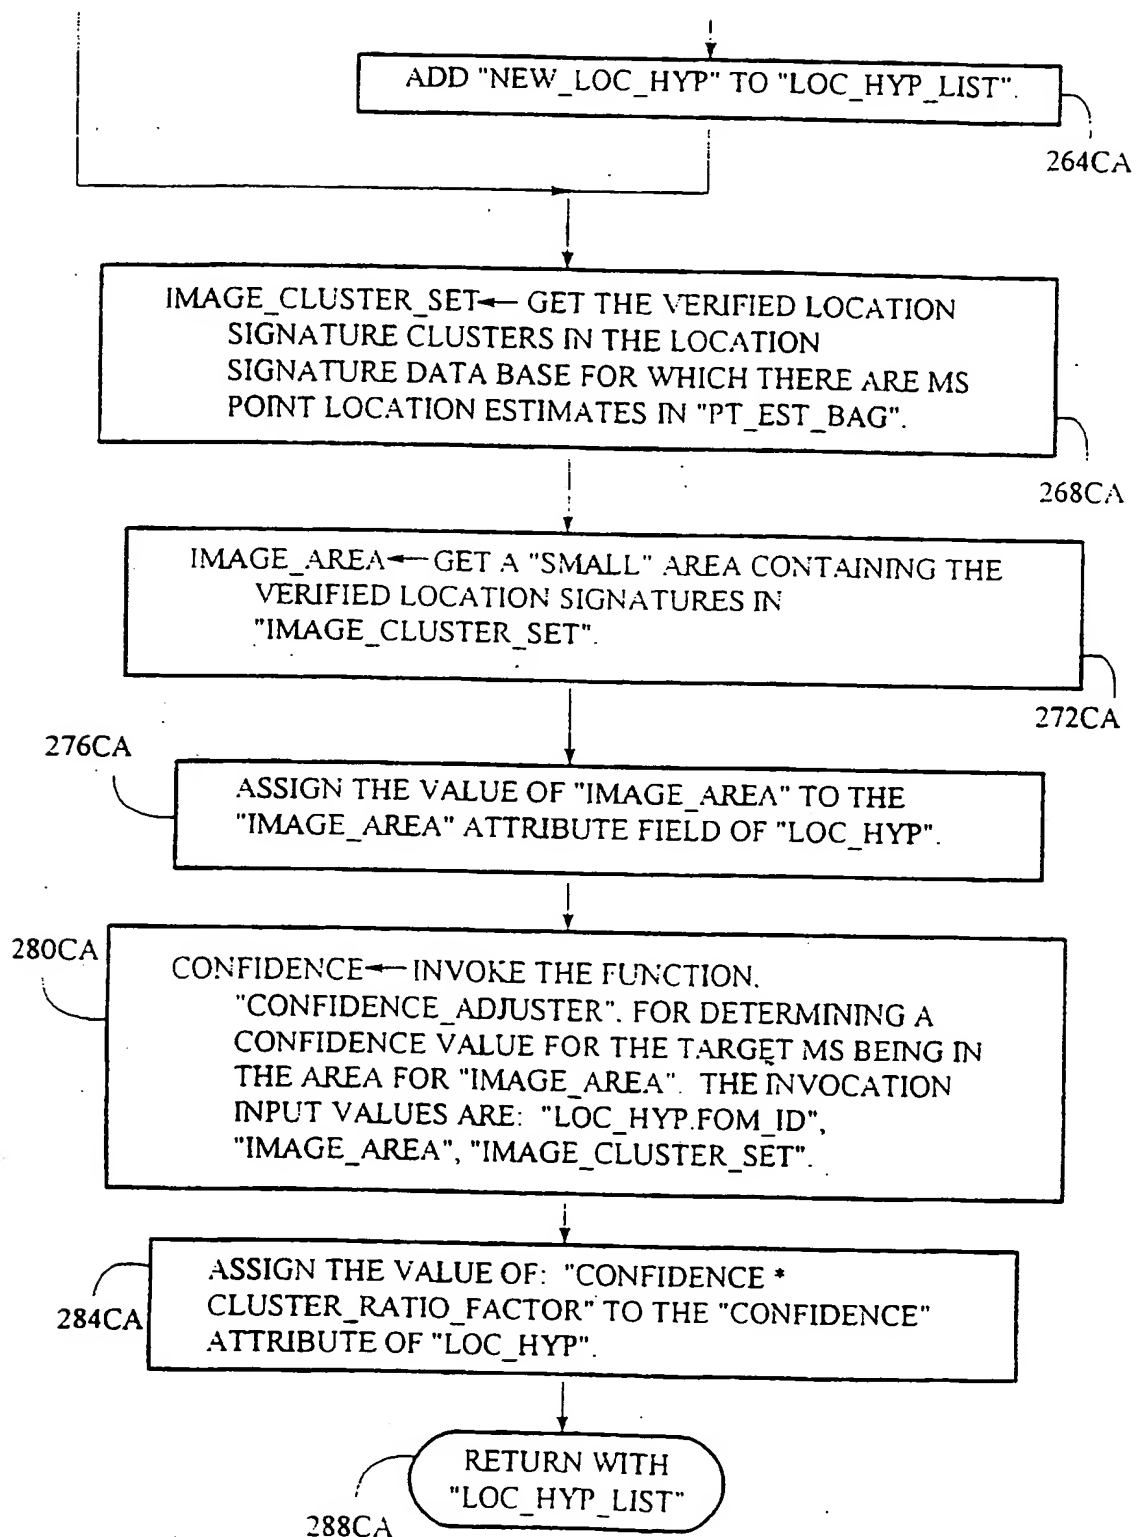 ADD "NEW_LOC_HYP" TO "LOC_HYP_LIST".
264CA
IMAGE_CLUSTER_SET← GET THE VERIFIED LOCATION
SIGNATURE CLUSTERS IN THE LOCATION
SIGNATURE DATA BASE FOR WHICH THERE ARE MS
POINT LOCATION ESTIMATES IN "PT_EST_BAG".
268CA
IMAGE_AREA← GET A "SMALL" AREA CONTAINING THE
VERIFIED LOCATION SIGNATURES IN
"IMAGE_CLUSTER_SET".
272CA
276CA
ASSIGN THE VALUE OF "IMAGE_AREA" TO THE
"IMAGE_AREA" ATTRIBUTE FIELD OF "LOC_HYP".
280CA
CONFIDENCE← INVOKE THE FUNCTION.
"CONFIDENCE_ADJUSTER". FOR DETERMINING A
CONFIDENCE VALUE FOR THE TARGET MS BEING IN
THE AREA FOR "IMAGE_AREA". THE INVOCATION
INPUT VALUES ARE: "LOC_HYP.FOM_ID",
"IMAGE_AREA", "IMAGE_CLUSTER_SET".
ASSIGN THE VALUE OF: "CONFIDENCE *
CLUSTER_RATIO_FACTOR" TO THE "CONFIDENCE"
ATTRIBUTE OF "LOC_HYP".
284CA
RETURN WITH
"LOC_HYP_LIST"
288CA